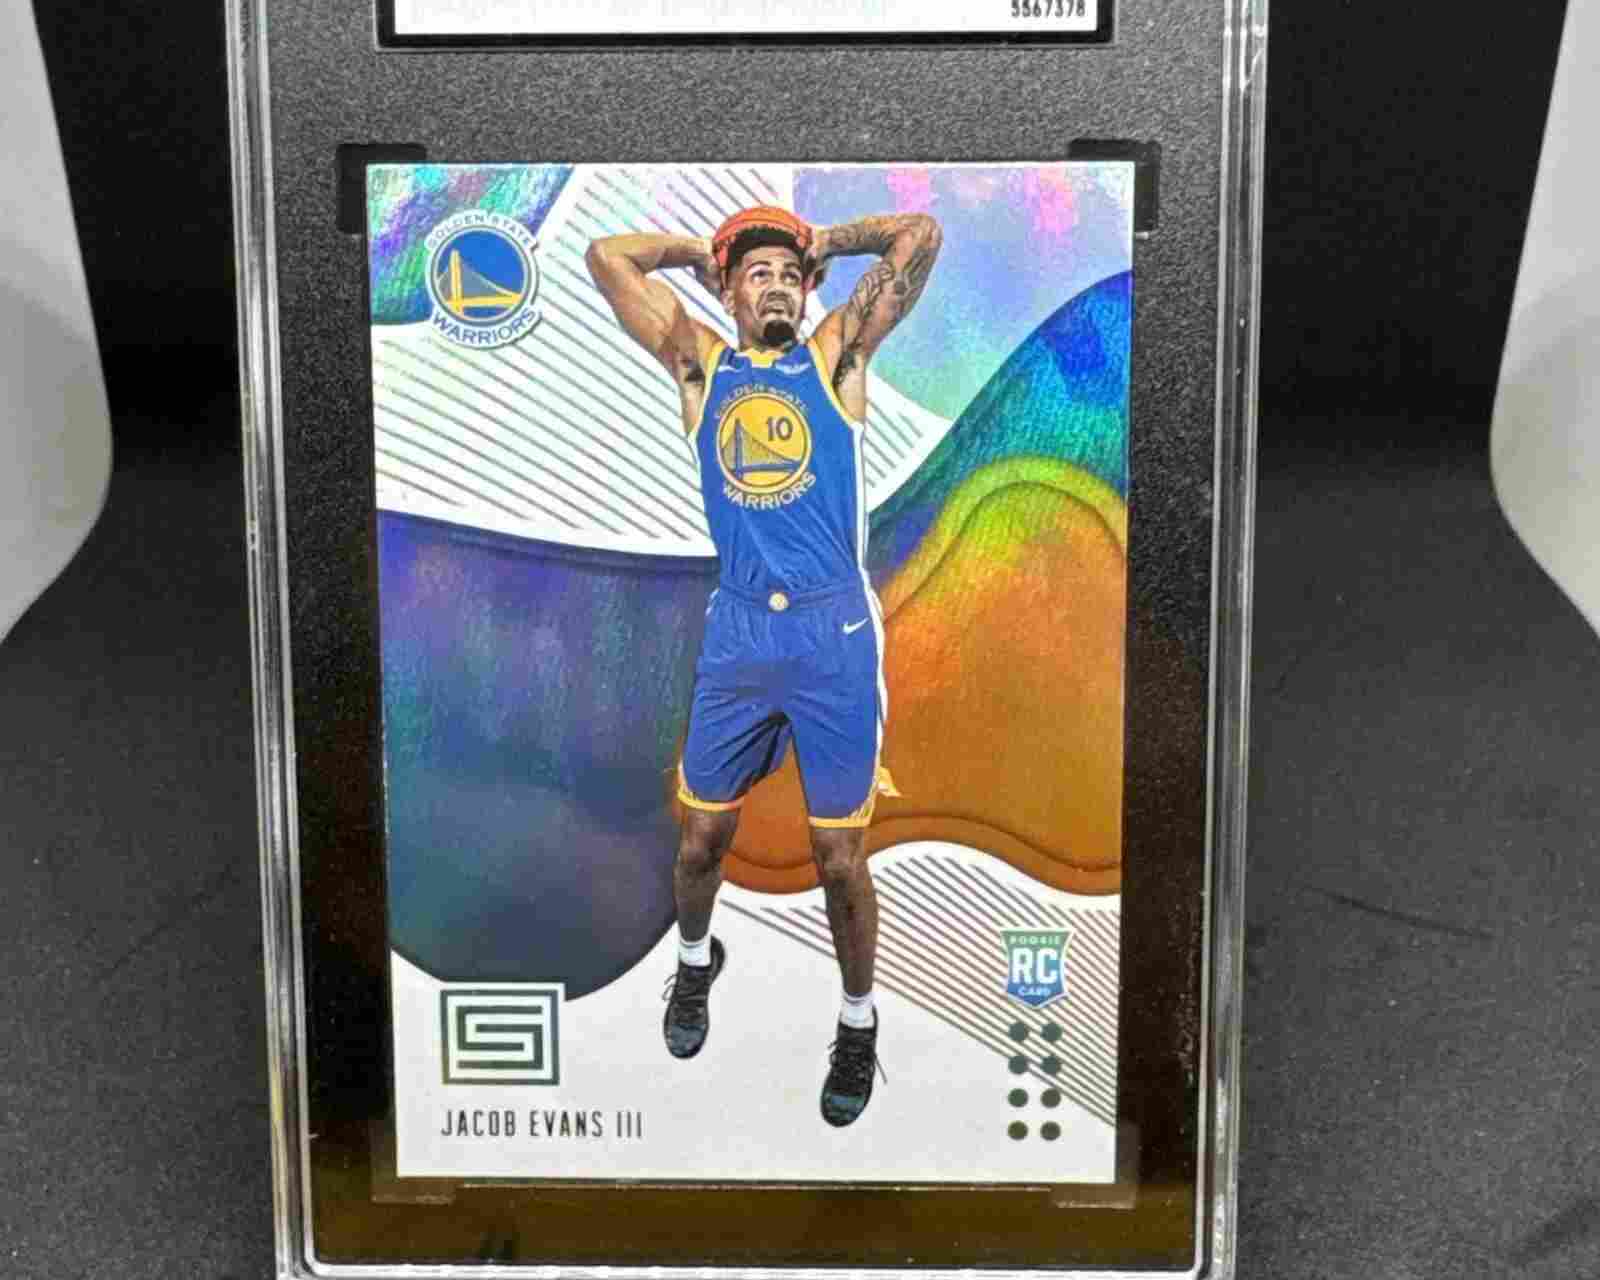 5567378
GOLDEN STATE
WARRIORS
GOLDEN STATE
10
WARRIORS
ROOKIE
RC
CARD
JACOB EVANS III